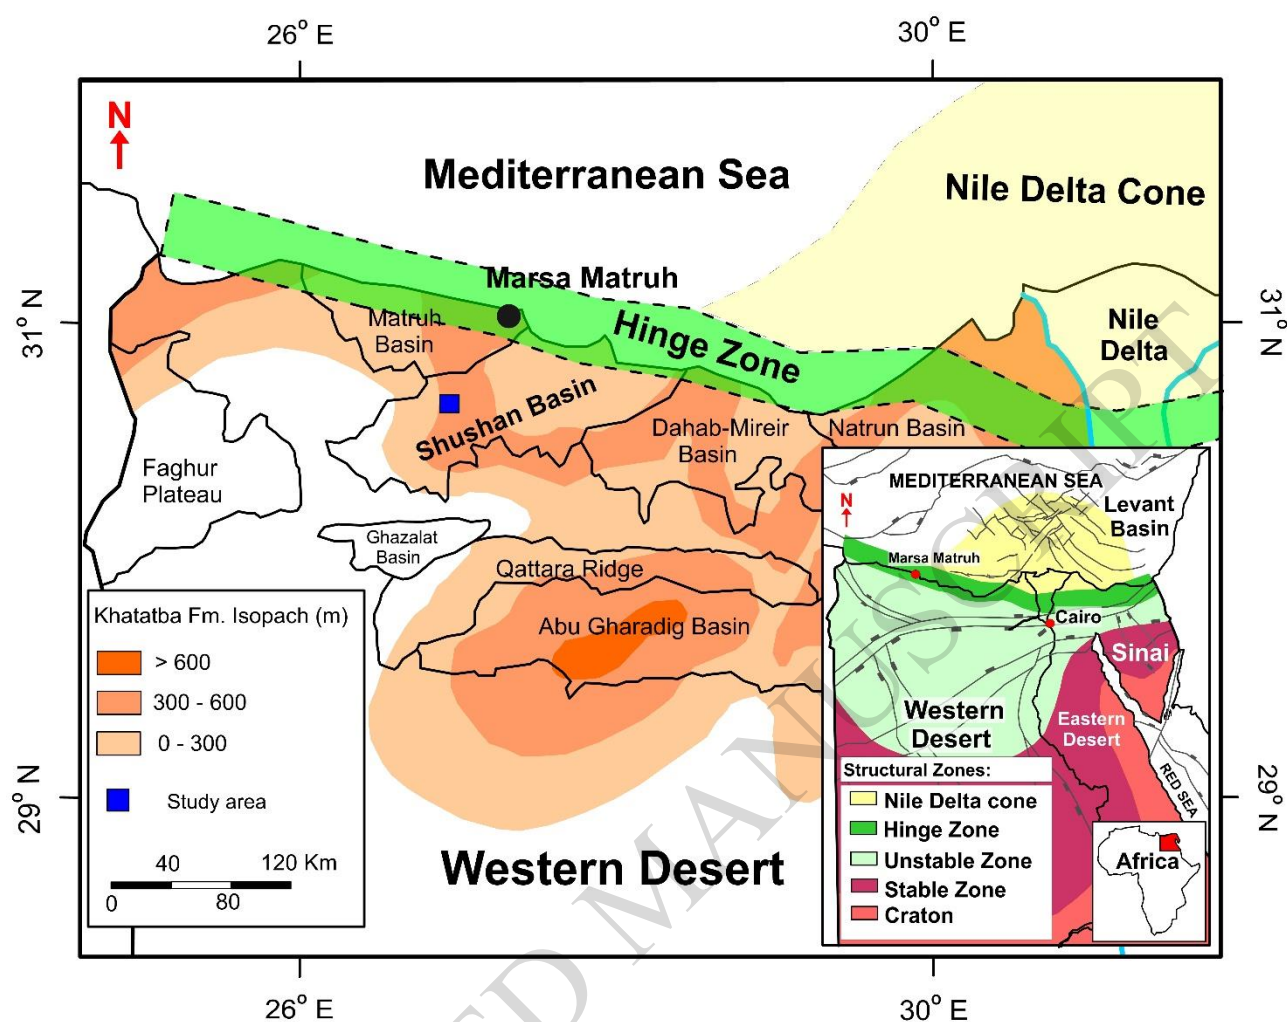 26° E
30° E
N
Mediterranean Sea
Nile Delta Cone
Marsa Matruh
31° N
31° N
Matruh
Basin
Hinge Zone
Nile
Delta
Shushan Basin
Dahab-Mireir
Basin
Natrun Basin
Faghur
Plateau
Ghazalat
Basin
Qattara Ridge
Abu Gharadig Basin
Khatatba Fm. Isopach (m)
> 600
300 - 600
0 - 300
Study area
40
120 Km
0
80
29° N
29° N
Western Desert
MEDITERRANEAN SEA
Levant
Basin
N
Marsa Matruh
Cairo
Sinai
Western
Desert
Eastern
Desert
RED SEA
Structural Zones:
Nile Delta cone
Hinge Zone
Unstable Zone
Stable Zone
Craton
Africa
26° E
30° E
ED MANUSCRIPT